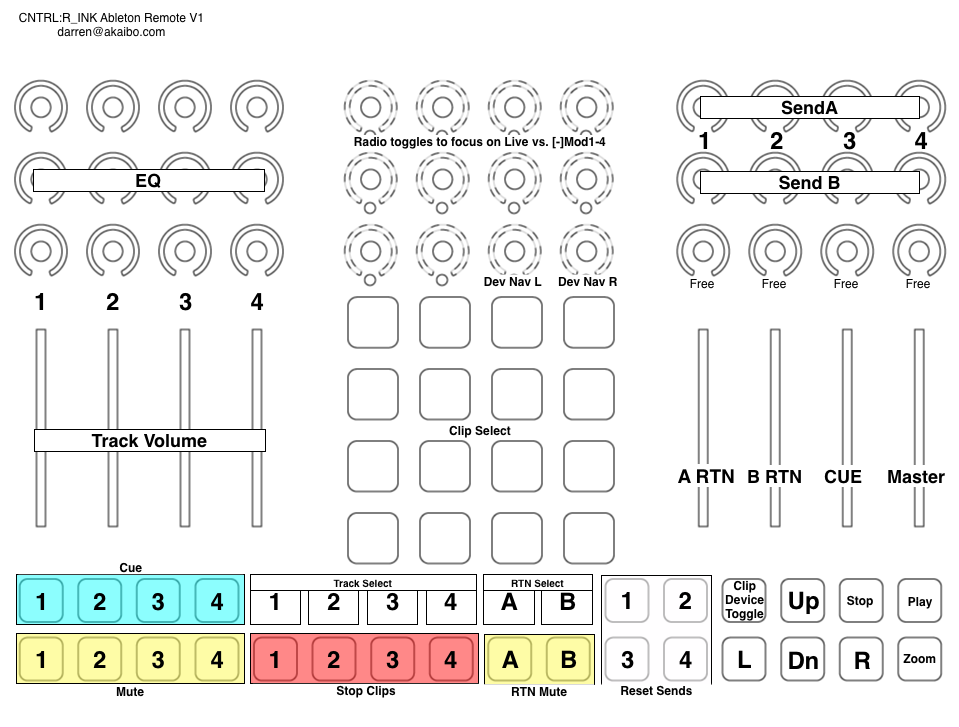 CNTRL:R_INK Ableton Remote V1
darren@akaibo.com
SendA
Radio toggles to focus on Live vs. [-]Mod1-4
1 2 3 4
EQ
Send B
Dev Nav L Dev Nav R
Free Free Free Free
1 2 3 4
Clip Select
Track Volume
A RTN B RTN CUE Master
Cue
Track Select
RTN Select
1 2 3 4
1 2 3 4
A B
1 2
Clip
Device
Toggle
Up
Stop
Play
1 2 3 4
1 2 3 4
A B
3 4
L
Dn
R
Zoom
Mute
Stop Clips
RTN Mute
Reset Sends